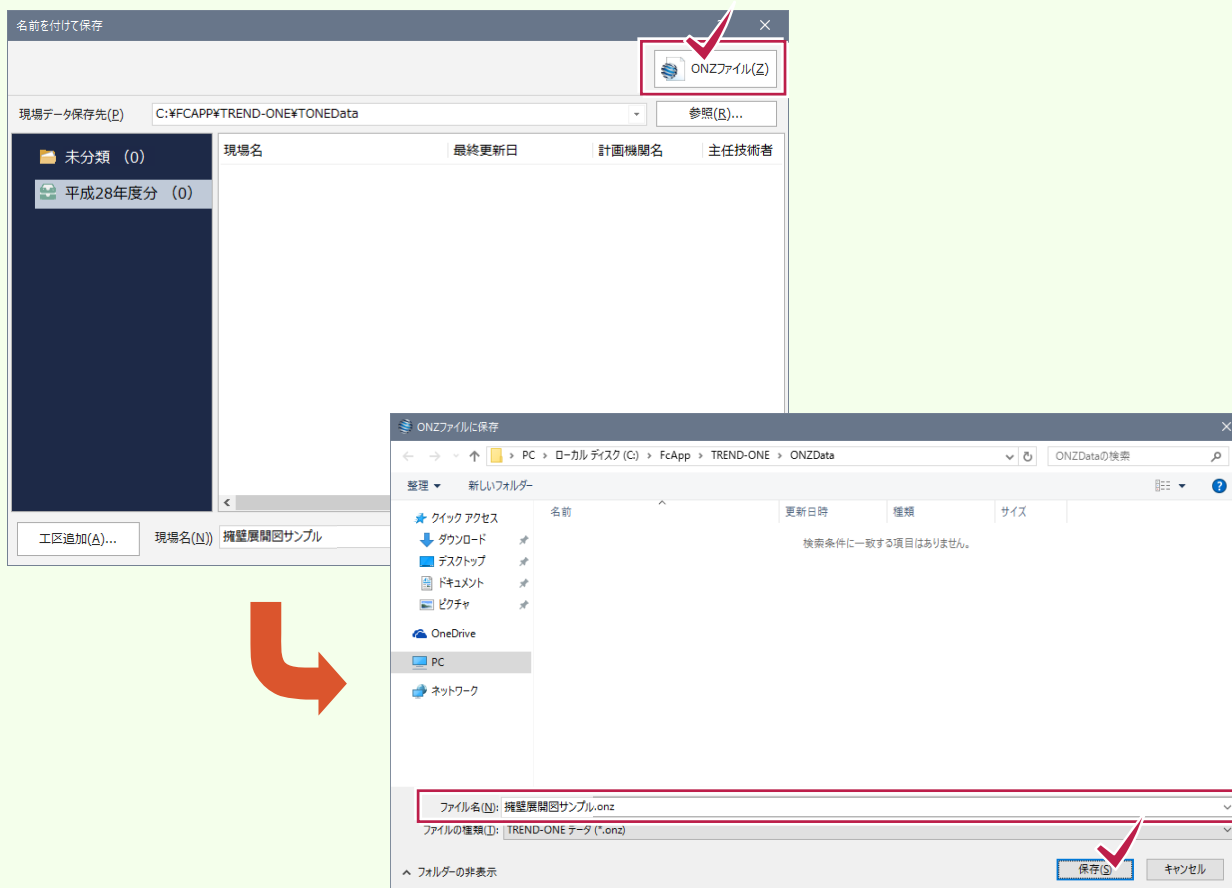 名前を付けて保存
ONZファイル(Z)
現場データ保存先(P)
C:¥FCAPP¥TREND-ONE¥TONEData
参照(R)...
未分類 (0)
平成28年度分 (0)
現場名
最終更新日
計画機関名
主任技術者
工区追加(A)...
現場名(N))
擁壁展開図サンプル
ONZファイルに保存
PC › ローカル ディスク (C:) › FcApp › TREND-ONE › ONZData
ONZDataの検索
整理
新しいフォルダー
クイック アクセス
ダウンロード
デスクトップ
ドキュメント
ピクチャ
OneDrive
PC
ネットワーク
名前
更新日時
種類
サイズ
検索条件に一致する項目はありません。
ファイル名(N):
擁壁展開図サンプル.onz
ファイルの種類(T):
TREND-ONE データ (*.onz)
フォルダーの非表示
保存(S)
キャンセル